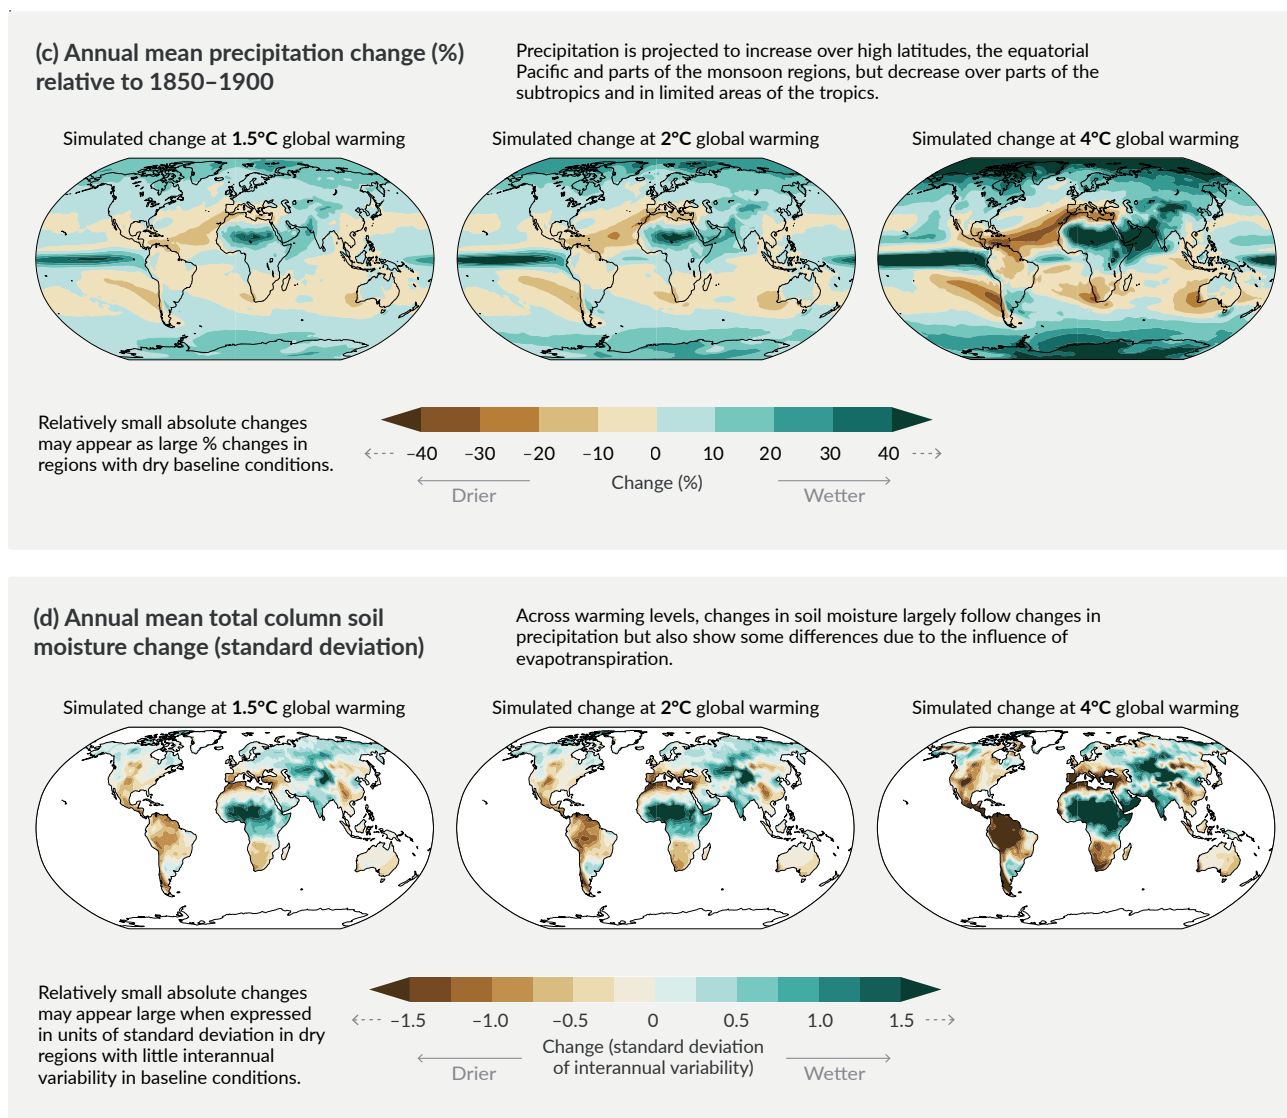 (c) Annual mean precipitation change (%)
relative to 1850–1900
Precipitation is projected to increase over high latitudes, the equatorial
Pacific and parts of the monsoon regions, but decrease over parts of the
subtropics and in limited areas of the tropics.
Simulated change at 1.5°C global warming
Simulated change at 2°C global warming
Simulated change at 4°C global warming
Relatively small absolute changes
may appear as large % changes in
regions with dry baseline conditions.
–40 –30 –20 –10 0 10 20 30 40
Change (%)
Drier
Wetter
(d) Annual mean total column soil
moisture change (standard deviation)
Across warming levels, changes in soil moisture largely follow changes in
precipitation but also show some differences due to the influence of
evapotranspiration.
Simulated change at 1.5°C global warming
Simulated change at 2°C global warming
Simulated change at 4°C global warming
Relatively small absolute changes
may appear large when expressed
in units of standard deviation in dry
regions with little interannual
variability in baseline conditions.
–1.5 –1.0 –0.5 0 0.5 1.0 1.5
Change (standard deviation
of interannual variability)
Drier
Wetter